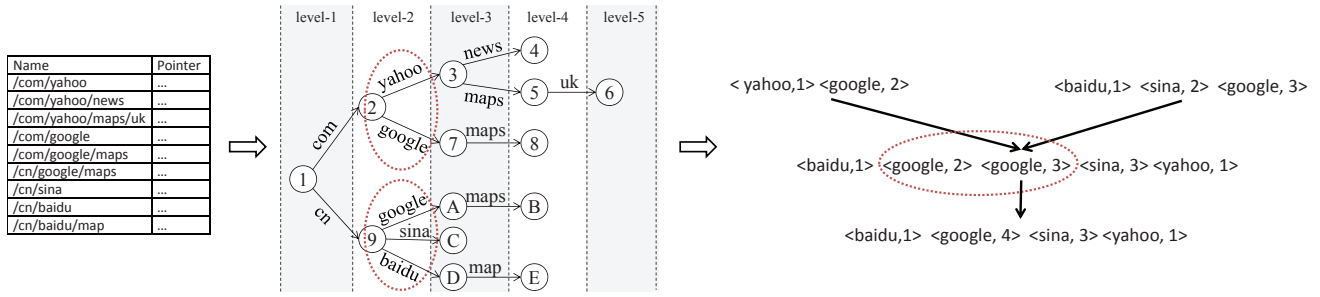 Name Pointer
/com/yahoo ...
/com/yahoo/news ...
/com/yahoo/maps/uk ...
/com/google ...
/com/google/maps ...
/cn/google/maps ...
/cn/sina ...
/cn/baidu ...
/cn/baidu/map ...
level-1 level-2 level-3 level-4 level-5
news 4
yahoo 3
maps 5 uk 6
2
com google 7 maps 8
1
cn google A maps B
9 sina C
baidu D map E
< yahoo,1> <google, 2>
<baidu,1> <sina, 2> <google, 3>
<baidu,1> <google, 2> <google, 3> <sina, 3> <yahoo, 1>
<baidu,1> <google, 4> <sina, 3> <yahoo, 1>